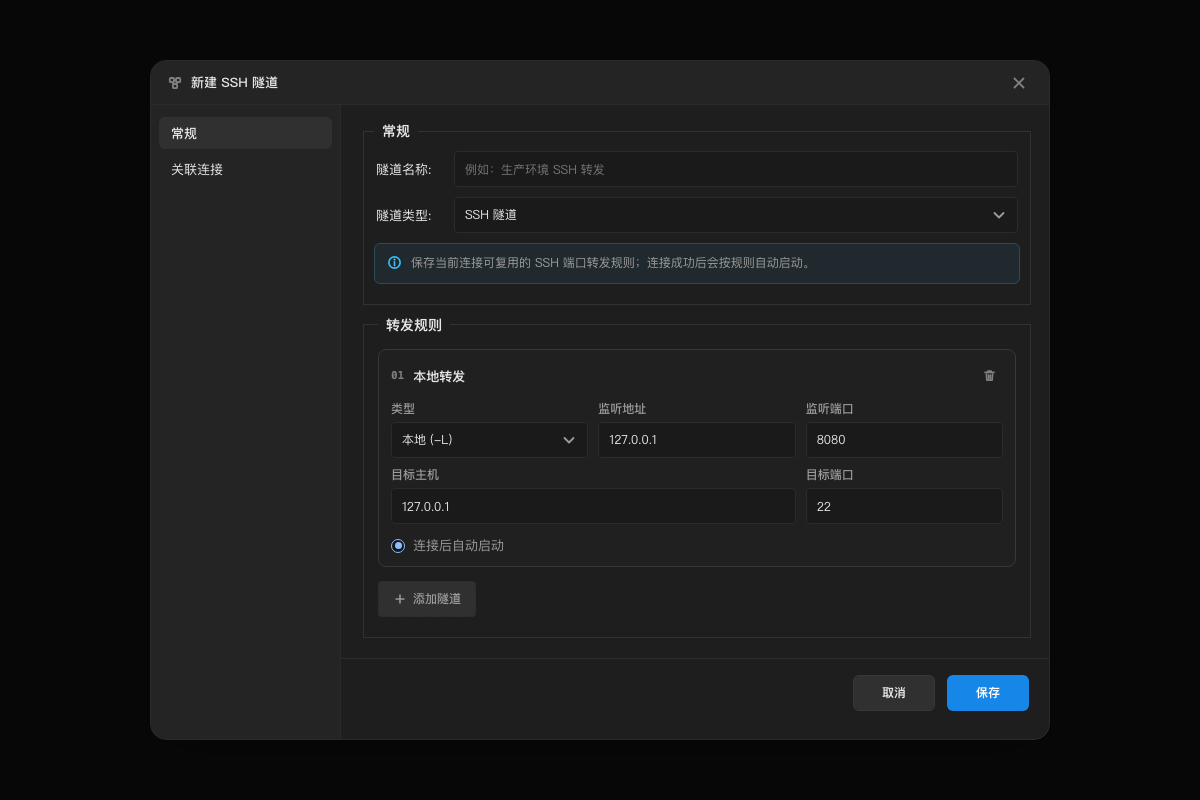 新建 SSH 隧道
常规
关联连接
常规
隧道名称:
例如：生产环境 SSH 转发
隧道类型:
SSH 隧道
保存当前连接可复用的 SSH 端口转发规则；连接成功后会按规则自动启动。
转发规则
01 本地转发
类型 监听地址 监听端口
本地 (-L) 127.0.0.1 8080
目标主机 目标端口
127.0.0.1 22
连接后自动启动
+ 添加隧道
取消 保存